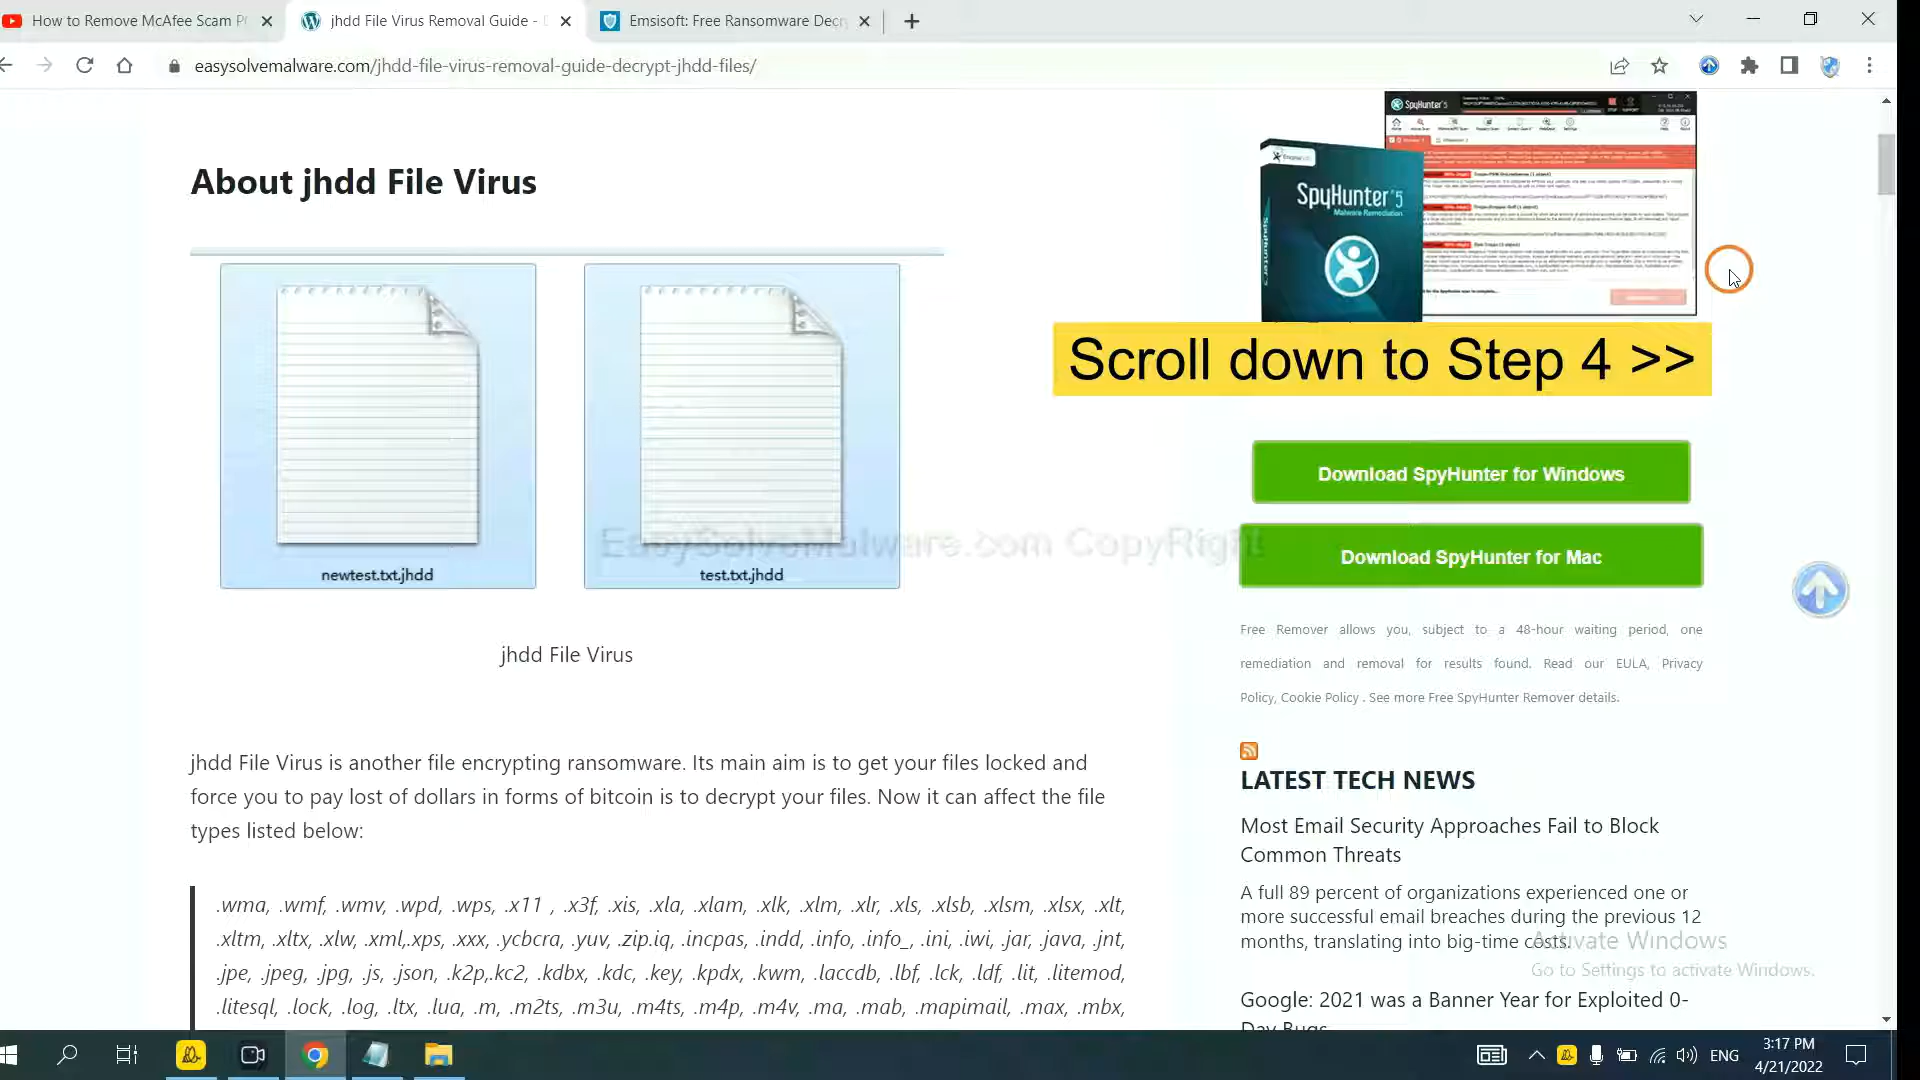 How to Remove McAfee Scam P
jhdd File Virus Removal Guide -
Emsisoft: Free Ransomware Decr
easysolvemalware.com/jhdd-file-virus-removal-guide-decrypt-jhdd-files/
About jhdd File Virus
SpyHunter 5
SpyHunter 5
Malware Remediation
Scroll down to Step 4 >>
Download SpyHunter for Windows
newtest.txt.jhdd
test.txt.jhdd
EasySolveMalware.com CopyRight
Download SpyHunter for Mac
jhdd File Virus
Free Remover allows you, subject to a 48-hour waiting period, one
remediation and removal for results found. Read our EULA, Privacy
Policy, Cookie Policy . See more Free SpyHunter Remover details.
jhdd File Virus is another file encrypting ransomware. Its main aim is to get your files locked and
force you to pay lost of dollars in forms of bitcoin is to decrypt your files. Now it can affect the file
types listed below:
.wma, .wmf, .wmv, .wpd, .wps, .x11 , .x3f, .xis, .xla, .xlam, .xlk, .xlm, .xlr, .xls, .xlsb, .xlsm, .xlsx, .xlt,
.xltm, .xltx, .xlw, .xml,.xps, .xxx, .ycbcra, .yuv, .zip.iq, .incpas, .indd, .info, .info_, .ini, .iwi, .jar, .java, .jnt,
.jpe, .jpeg, .jpg, .js, .json, .k2p,.kc2, .kdbx, .kdc, .key, .kpdx, .kwm, .laccdb, .lbf, .lck, .ldf, .lit, .litemod,
.litesql, .lock, .log, .ltx, .lua, .m, .m2ts, .m3u, .m4ts, .m4p, .m4v, .ma, .mab, .mapimail, .max, .mbx,
LATEST TECH NEWS
Most Email Security Approaches Fail to Block
Common Threats
A full 89 percent of organizations experienced one or
more successful email breaches during the previous 12
months, translating into big-time costs.
Activate Windows
Go to Settings to activate Windows.
Google: 2021 was a Banner Year for Exploited 0-
Day Bugs
ENG
3:17 PM
4/21/2022